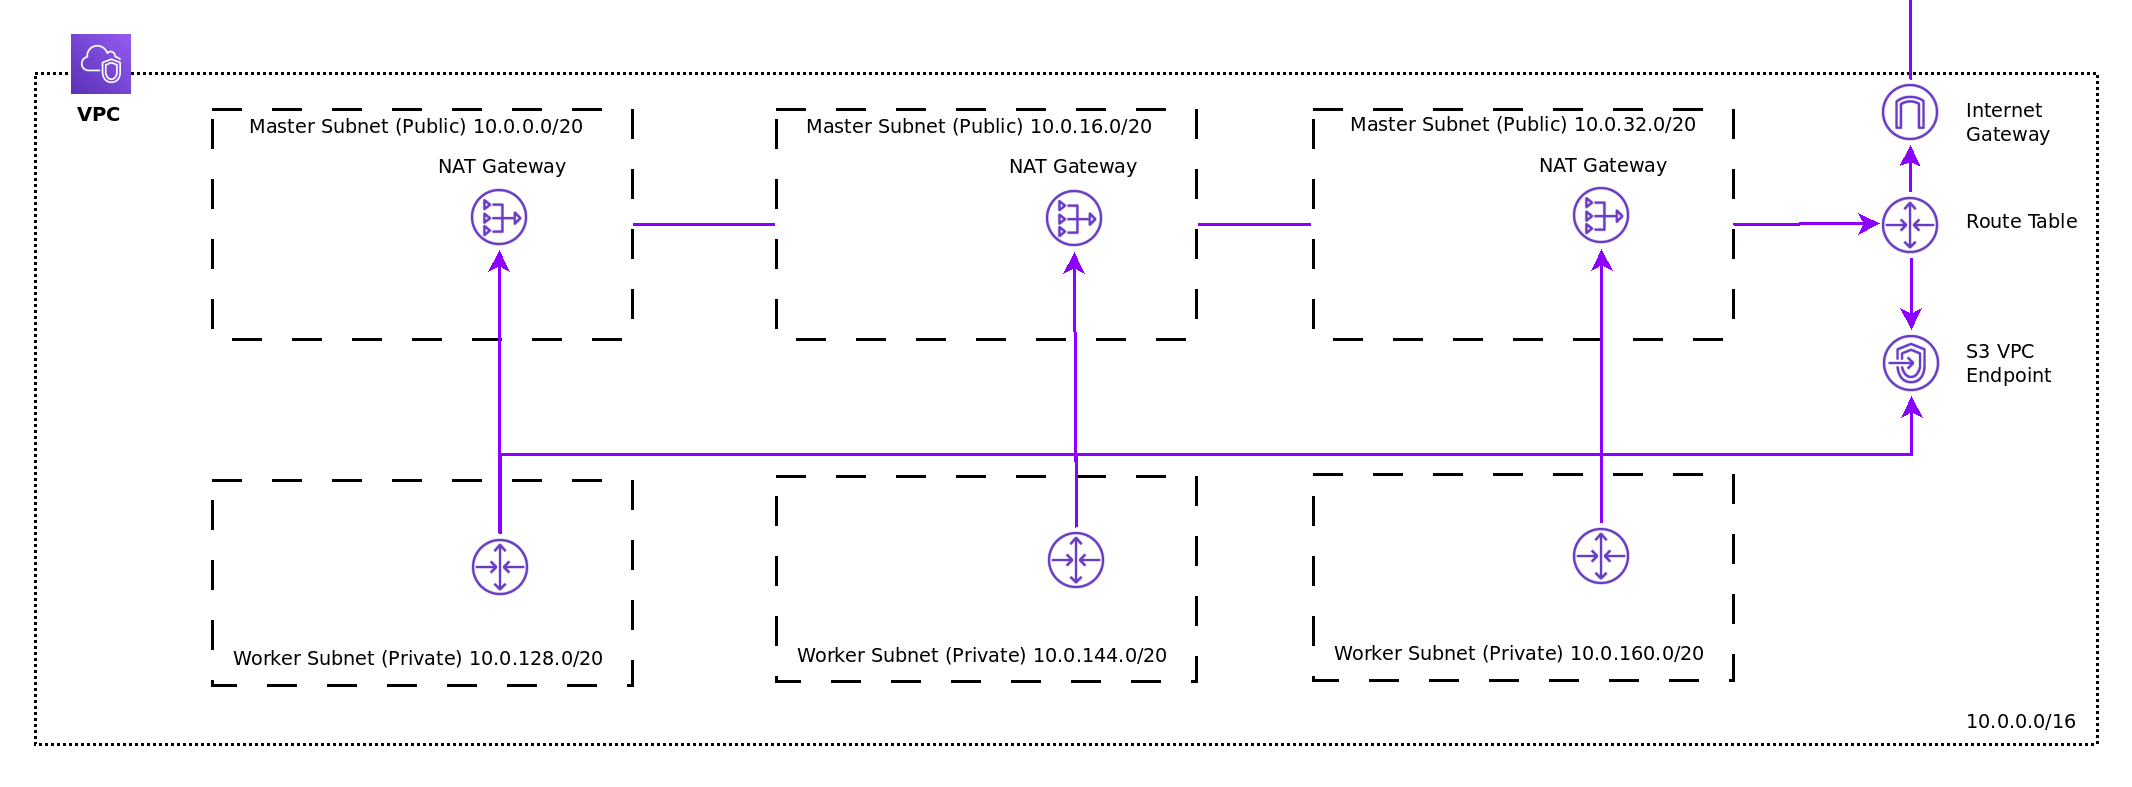 VPC
Master Subnet (Public) 10.0.0.0/20
NAT Gateway
Master Subnet (Public) 10.0.16.0/20
NAT Gateway
Master Subnet (Public) 10.0.32.0/20
NAT Gateway
Internet
Gateway
Route Table
S3 VPC
Endpoint
Worker Subnet (Private) 10.0.128.0/20
Worker Subnet (Private) 10.0.144.0/20
Worker Subnet (Private) 10.0.160.0/20
10.0.0.0/16